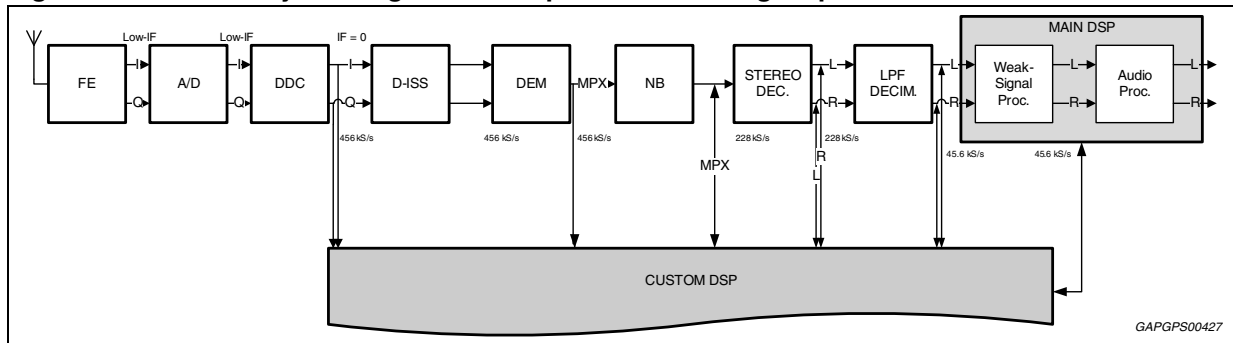 MAIN DSP
Low-IF
Low-IF
IF = 0
FE
I
Q
A/D
I
Q
DDC
I
Q
D-ISS
DEM
MPX
NB
STEREO
DEC.
L
R
LPF
DECIM.
L
R
Weak-
Signal
Proc.
L
R
Audio
Proc.
L
R
456 kS/s
456 kS/s
456 kS/s
228 kS/s
228 kS/s
45.6 kS/s
45.6 kS/s
MPX
R
L
CUSTOM DSP
GAPGPS00427